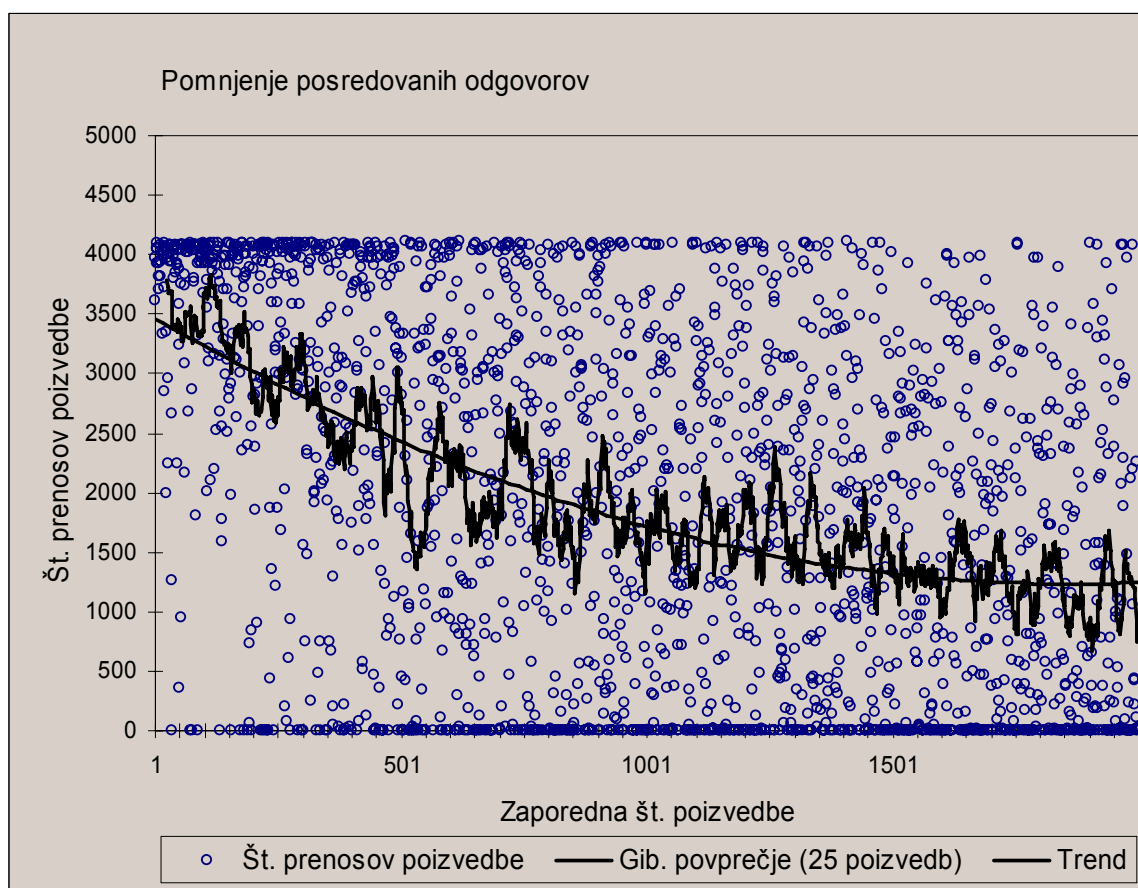 Pomnjenje posredovanih odgovorov
5000
4500
4000
3500
3000
2500
2000
1500
1000
500
0
Št. prenosov poizvedbe
1 501 1001 1501
Zaporedna št. poizvedbe
Št. prenosov poizvedbe Gib. povprečje (25 poizvedb) Trend